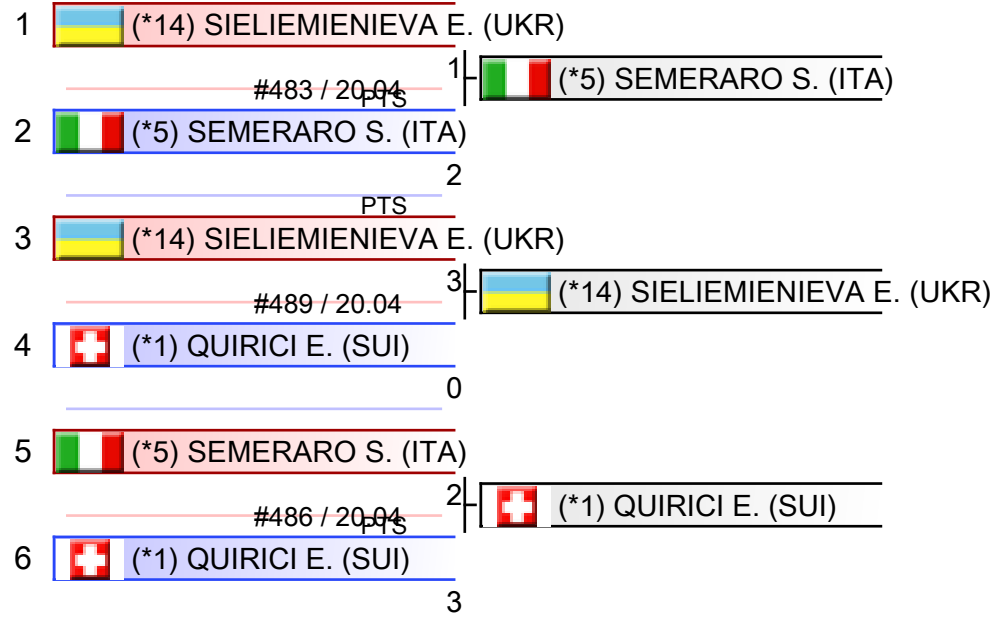 1 (*14) SIELIEMIENIEVA E. (UKR)
1 (*5) SEMERARO S. (ITA)
#483 / 20.04
PTS
2 (*5) SEMERARO S. (ITA)
2
PTS
3 (*14) SIELIEMIENIEVA E. (UKR)
3 (*14) SIELIEMIENIEVA E. (UKR)
#489 / 20.04
4 (*1) QUIRICI E. (SUI)
0
5 (*5) SEMERARO S. (ITA)
2 (*1) QUIRICI E. (SUI)
#486 / 20.04
PTS
6 (*1) QUIRICI E. (SUI)
3